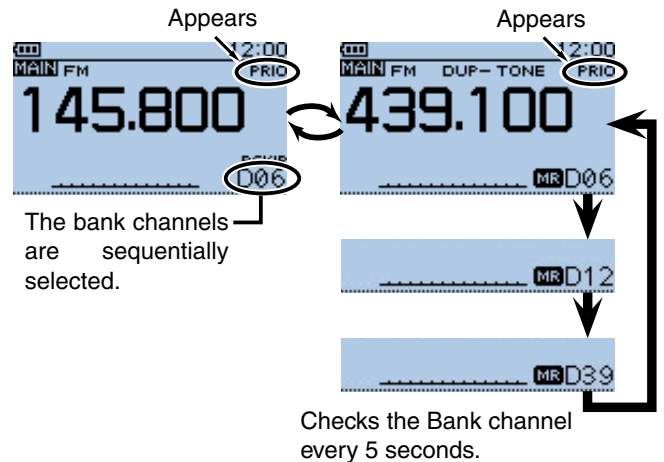 Appears
12:00
MAIN FM PRIO
145.800
D06
The bank channels
are sequentially
selected.
Appears
12:00
MAIN FM DUP– TONE PRIO
439.100
MR D06
MR D12
MR D39
Checks the Bank channel
every 5 seconds.